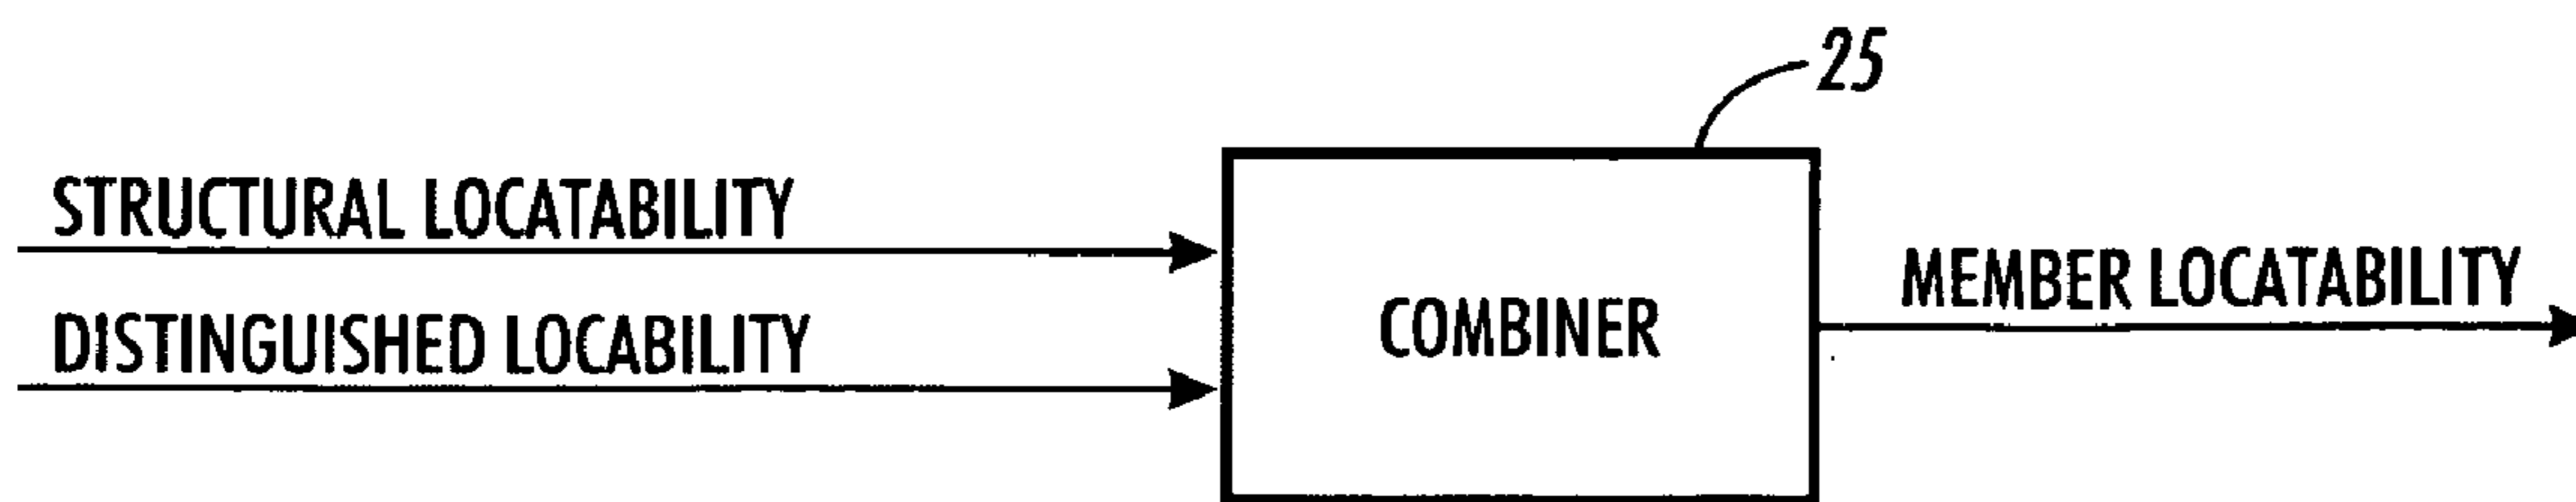 25
STRUCTURAL LOCATABILITY
DISTINGUISHED LOCABILITY
COMBINER
MEMBER LOCATABILITY